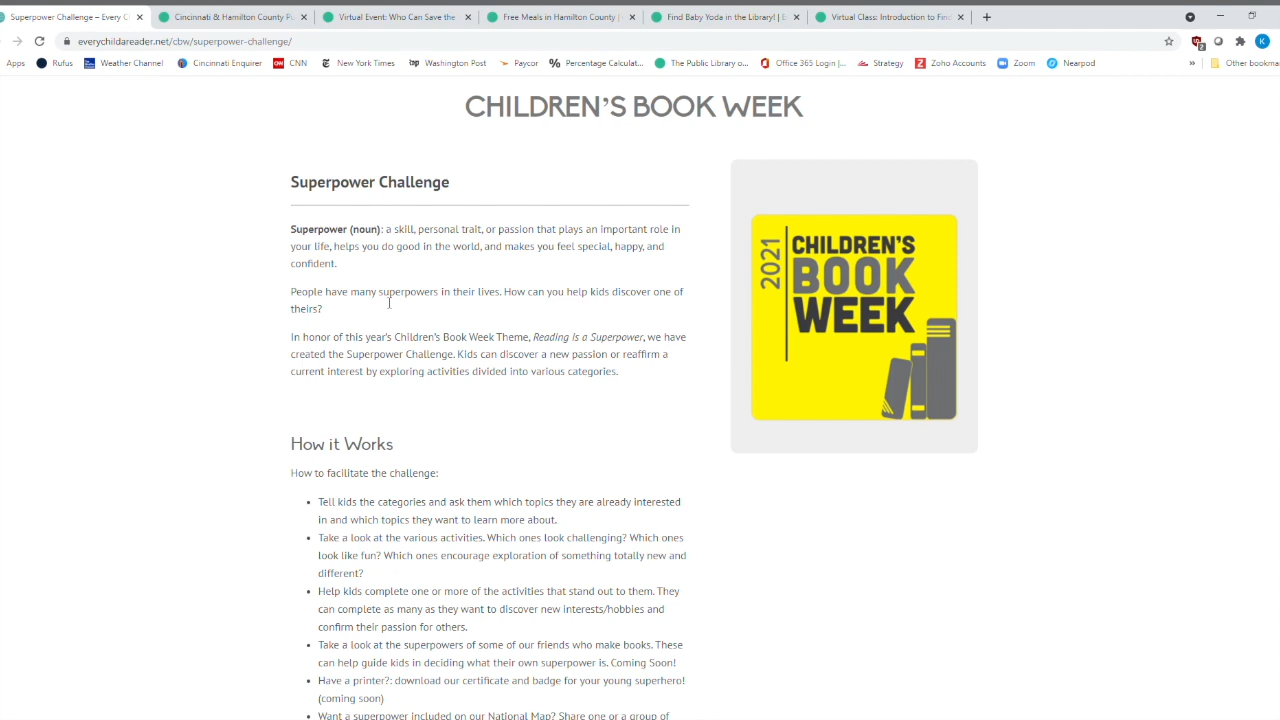 Superpower Challenge – Every C
Cincinnati & Hamilton County Pu
Virtual Event: Who Can Save the
Free Meals in Hamilton County |
Find Baby Yoda in the Library! | B
Virtual Class: Introduction to Fin
everychildareader.net/cbw/superpower-challenge/
K
Apps
Rufus
Weather Channel
Cincinnati Enquirer
CNN
New York Times
Washington Post
Paycor
Percentage Calculat...
The Public Library o...
Office 365 Login |...
Strategy
Zoho Accounts
Zoom
Nearpod
»
Other bookma
CHILDREN'S BOOK WEEK
Superpower Challenge
Superpower (noun): a skill, personal trait, or passion that plays an important role in
your life, helps you do good in the world, and makes you feel special, happy, and
confident.
People have many superpowers in their lives. How can you help kids discover one of
theirs?
In honor of this year's Children's Book Week Theme, Reading is a Superpower, we have
created the Superpower Challenge. Kids can discover a new passion or reaffirm a
current interest by exploring activities divided into various categories.
2021
CHILDREN'S
BOOK
WEEK
How it Works
How to facilitate the challenge:
• Tell kids the categories and ask them which topics they are already interested
in and which topics they want to learn more about.
• Take a look at the various activities. Which ones look challenging? Which ones
look like fun? Which ones encourage exploration of something totally new and
different?
• Help kids complete one or more of the activities that stand out to them. They
can complete as many as they want to discover new interests/hobbies and
confirm their passion for others.
• Take a look at the superpowers of some of our friends who make books. These
can help guide kids in deciding what their own superpower is. Coming Soon!
• Have a printer?: download our certificate and badge for your young superhero!
(coming soon)
• Want a superpower included on our National Map? Share one or a group of